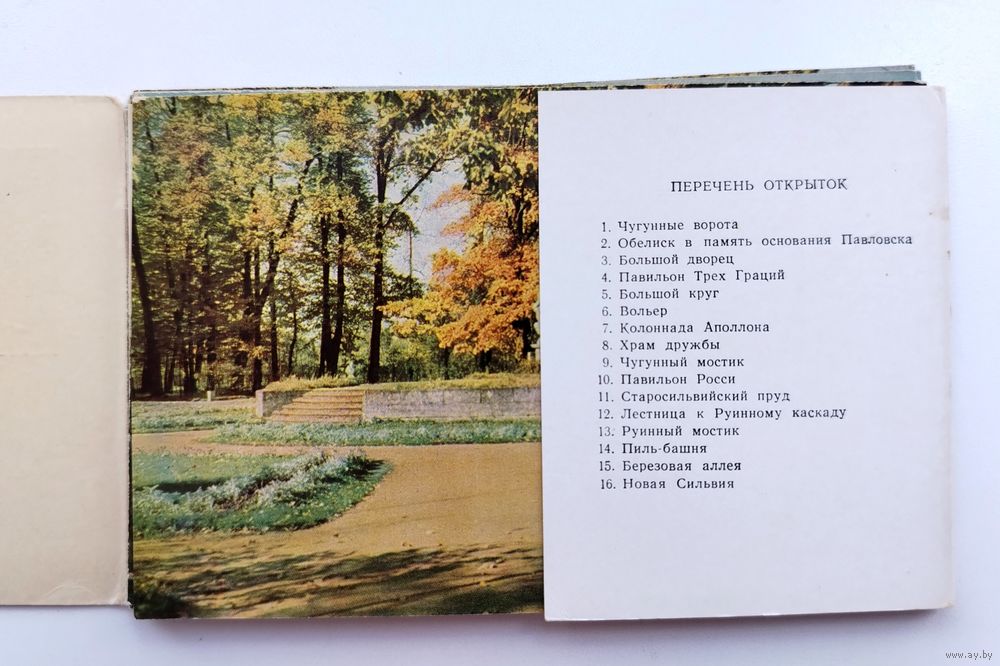 ПЕРЕЧЕНЬ ОТКРЫТОК
1. Чугунные ворота
2. Обелиск в память основания Павловска
3. Большой дворец
4. Павильон Трех Граций
5. Большой круг
6. Вольер
7. Колоннада Аполлона
8. Храм дружбы
9. Чугунный мостик
10. Павильон Росси
11. Старосильвийский пруд
12. Лестница к Руинному каскаду
13. Руинный мостик
14. Пиль-башня
15. Березовая аллея
16. Новая Сильвия
www.ay.by